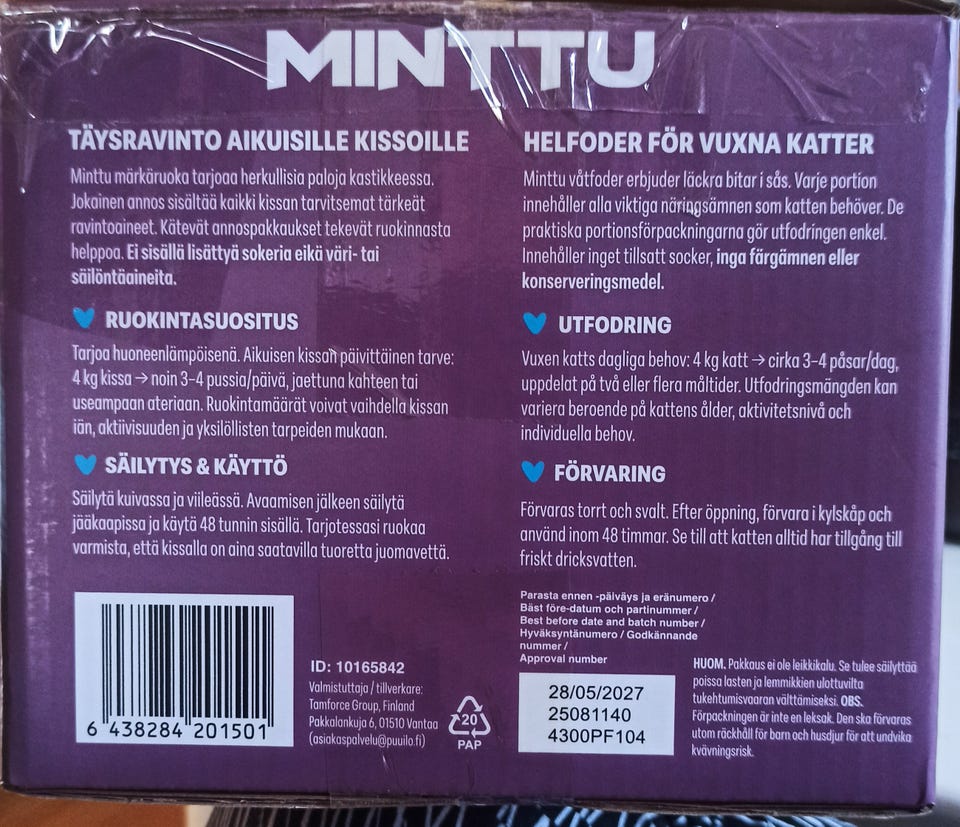 MINTTU
TÄYSRAVINTO AIKUISILLE KISSOILLE
Minttu märkäruoka tarjoaa herkullisia paloja kastikkeessa.
Jokainen annos sisältää kaikki kissan tarvitsemat tärkeät
ravintoaineet. Kätevät annospakkaukset tekevät ruokinnasta
helppoa. Ei sisällä lisättyä sokeria eikä väri- tai
säilöntäaineita.
RUOKINTASUOSITUS
Tarjoa huoneenlämpöisenä. Aikuisen kissan päivittäinen tarve:
4 kg kissa → noin 3–4 pussia/päivä, jaettuna kahteen tai
useampaan ateriaan. Ruokintamäärät voivat vaihdella kissan
iän, aktiivisuuden ja yksilöllisten tarpeiden mukaan.
SÄILYTYS & KÄYTTÖ
Säilytä kuivassa ja viileässä. Avaamisen jälkeen säilytä
jääkaapissa ja käytä 48 tunnin sisällä. Tarjotessasi ruokaa
varmista, että kissalla on aina saatavilla tuoretta juomavettä.
HELFODER FÖR VUXNA KATTER
Minttu våtfoder erbjuder läckra bitar i sås. Varje portion
innehåller alla viktiga näringsämnen som katten behöver. De
praktiska portionsförpackningarna gör utfodringen enkel.
Innehåller inget tillsatt socker, inga färgämnen eller
konserveringsmedel.
UTFODRING
Vuxen katts dagliga behov: 4 kg katt → cirka 3–4 påsar/dag,
uppdelat på två eller flera måltider. Utfodringsmängden kan
variera beroende på kattens ålder, aktivitetsnivå och
individuella behov.
FÖRVARING
Förvaras torrt och svalt. Efter öppning, förvara i kylskåp och
använd inom 48 timmar. Se till att katten alltid har tillgång till
friskt dricksvatten.
6 438284 201501
ID: 10165842
Valmistuttaja / tillverkare:
Tamforce Group, Finland
Pakkalankuja 6, 01510 Vantaa
(asiakaspalvelu@puuilo.fi)
20
PAP
Parasta ennen -päiväys ja eränumero /
Bäst före-datum och partinummer /
Best before date and batch number /
Hyväksyntänumero / Godkännande
nummer /
Approval number
28/05/2027
25081140
4300PF104
HUOM. Pakkaus ei ole leikkikalu. Se tulee säilyttää
poissa lasten ja lemmikkien ulottuvilta
tukehtumisvaaran välttämiseksi. OBS.
Förpackningen är inte en leksak. Den ska förvaras
utom räckhåll för barn och husdjur för att undvika
kvävningsrisk.